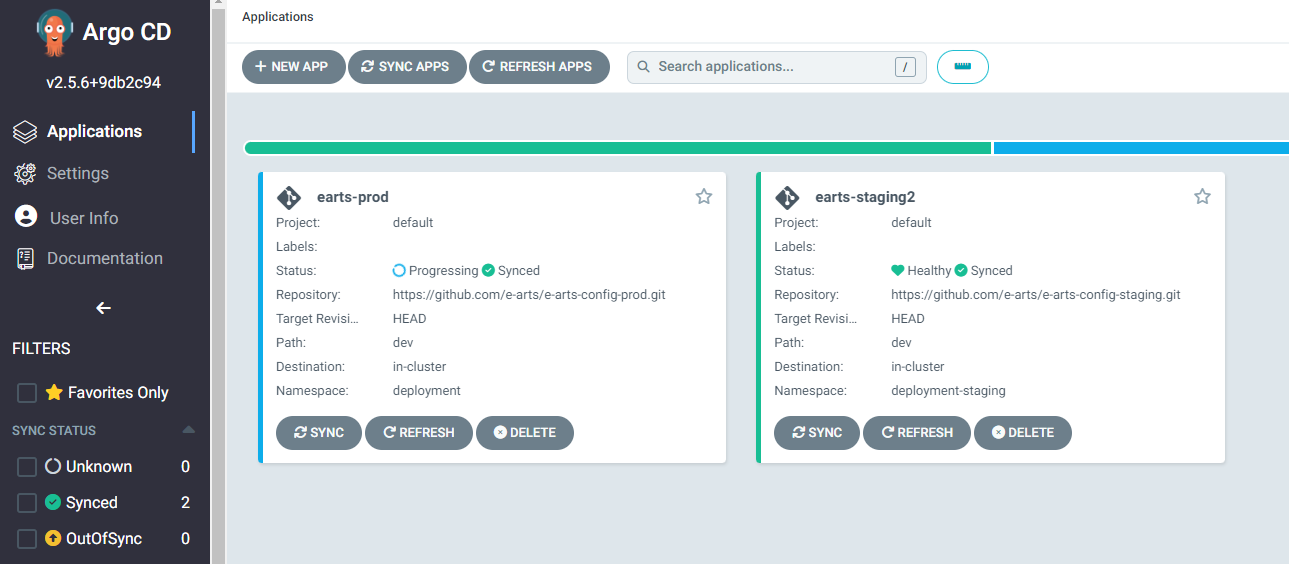 Argo CD
v2.5.6+9db2c94
Applications
Settings
User Info
Documentation
FILTERS
Favorites Only
SYNC STATUS
Unknown 0
Synced 2
OutOfSync 0
Applications
NEW APP SYNC APPS REFRESH APPS Search applications... /
earts-prod
Project: default
Labels:
Status: Progressing Synced
Repository: https://github.com/e-arts/e-arts-config-prod.git
Target Revisi... HEAD
Path: dev
Destination: in-cluster
Namespace: deployment
SYNC REFRESH DELETE
earts-staging2
Project: default
Labels:
Status: Healthy Synced
Repository: https://github.com/e-arts/e-arts-config-staging.git
Target Revisi... HEAD
Path: dev
Destination: in-cluster
Namespace: deployment-staging
SYNC REFRESH DELETE